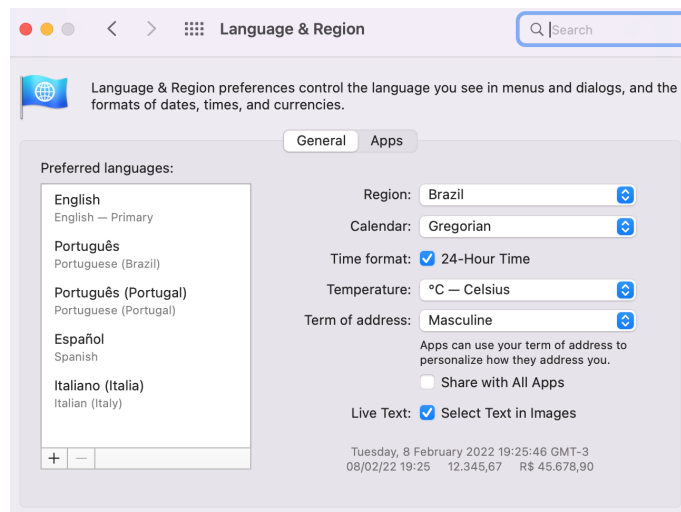 Language & Region
Search
Language & Region preferences control the language you see in menus and dialogs, and the
formats of dates, times, and currencies.
General Apps
Preferred languages:
English
English — Primary
Português
Portuguese (Brazil)
Português (Portugal)
Portuguese (Portugal)
Español
Spanish
Italiano (Italia)
Italian (Italy)
+ −
Region: Brazil
Calendar: Gregorian
Time format: 24-Hour Time
Temperature: °C — Celsius
Term of address: Masculine
Apps can use your term of address to
personalize how they address you.
Share with All Apps
Live Text: Select Text in Images
Tuesday, 8 February 2022 19:25:46 GMT-3
08/02/22 19:25 12.345,67 R$ 45.678,90